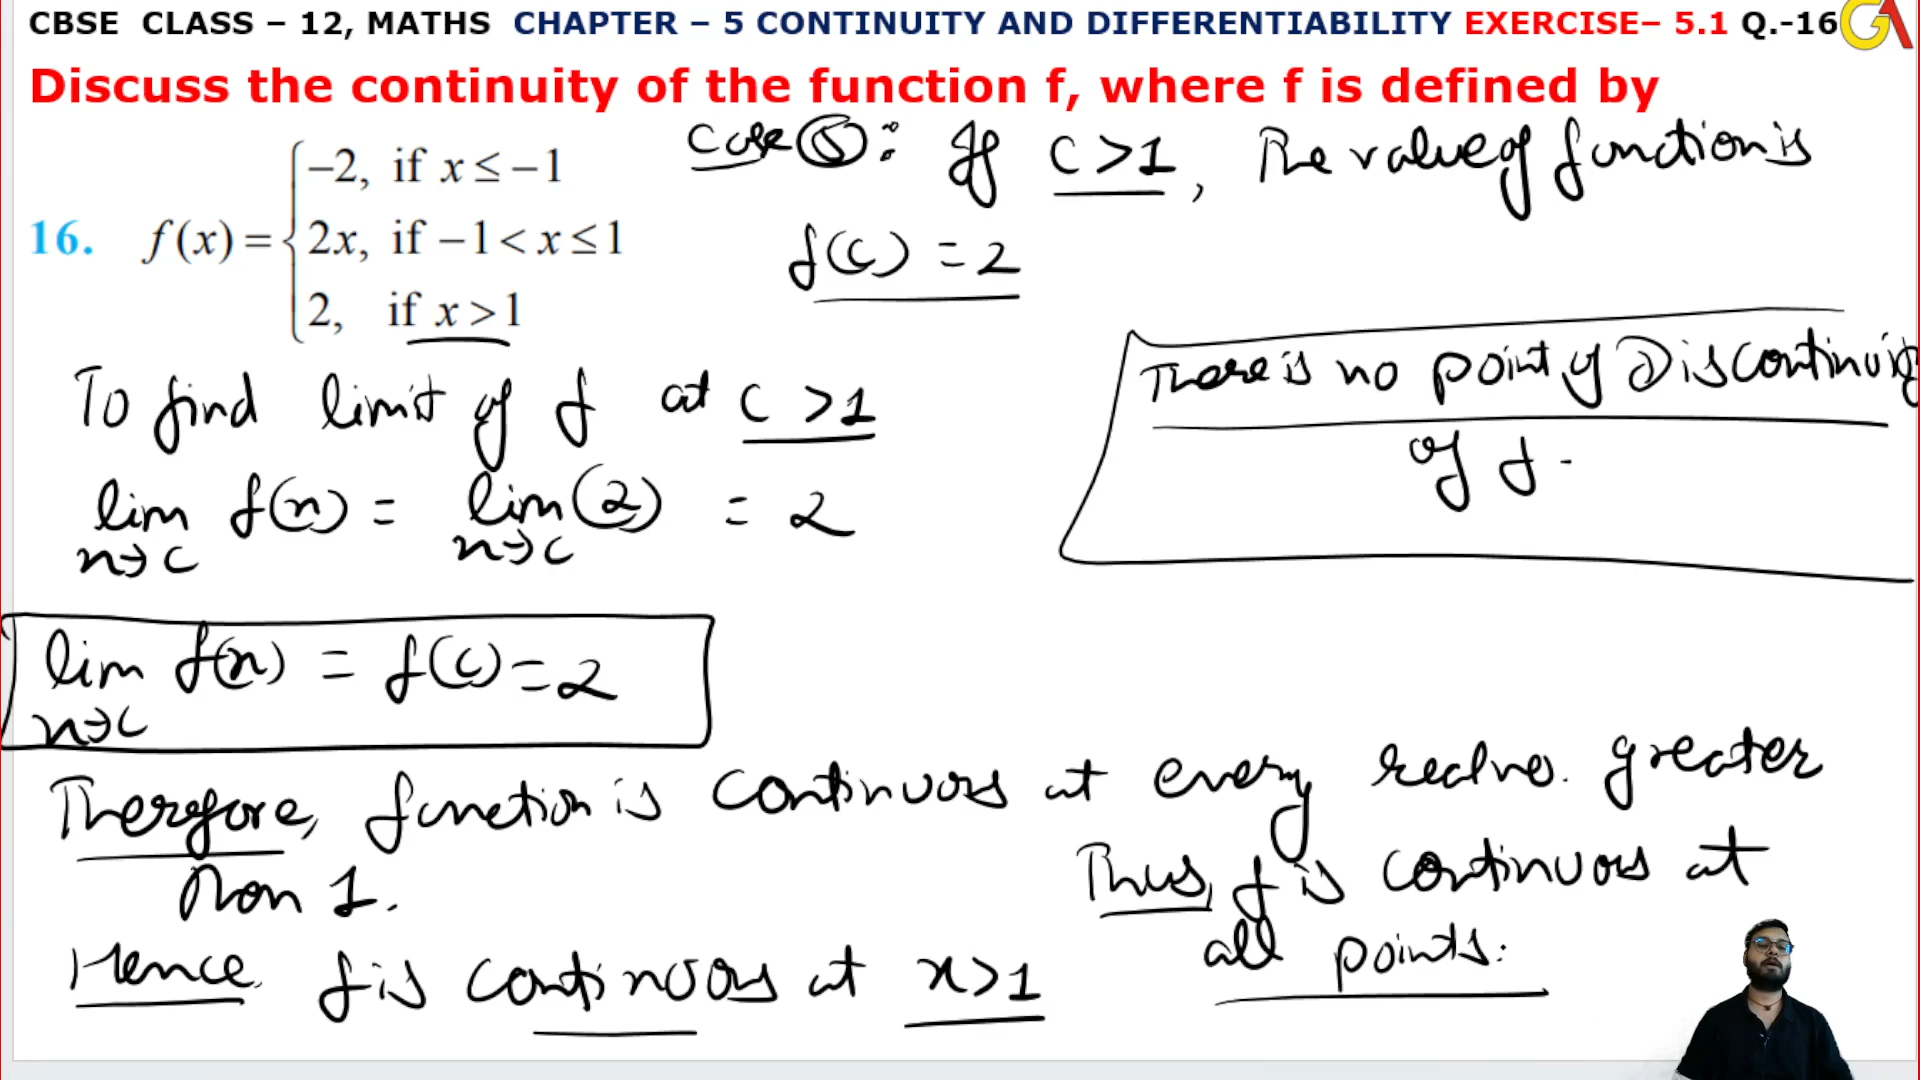 CBSE CLASS – 12, MATHS CHAPTER – 5 CONTINUITY AND DIFFERENTIABILITY EXERCISE– 5.1 Q.-16 GA
Discuss the continuity of the function f, where f is defined by
16. f(x) = { −2, if x ≤ −1
2x, if −1 < x ≤ 1
2, if x > 1
Case ⑤: If c > 1, The value of function is
f(c) = 2
To find limit of f at c > 1
lim f(x) = lim (2) = 2
x→c x→c
lim f(x) = f(c) = 2
x→c
Therefore, function is continuous at every real no. greater
than 1.
Hence f is continuous at x > 1
There is no point of Discontinuity
of f.
Thus, f is continuous at
all points.